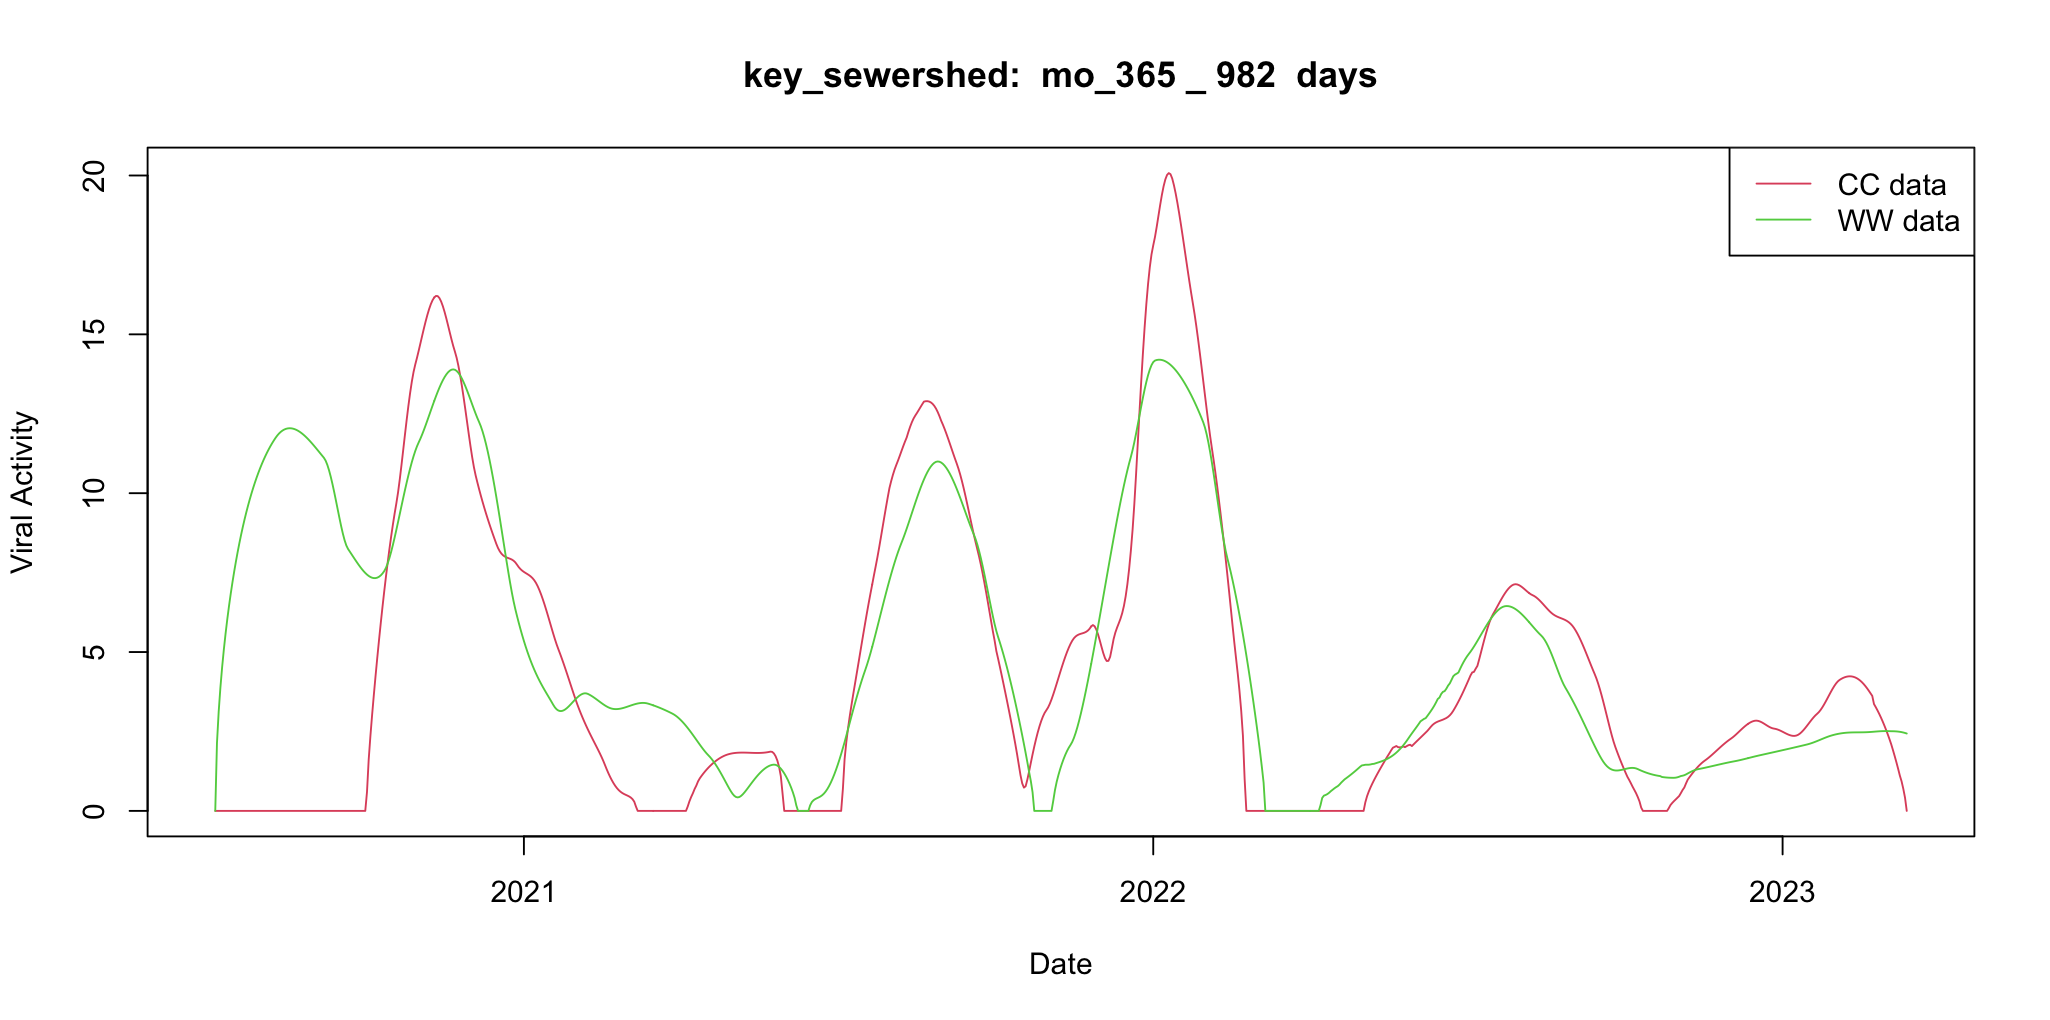 key_sewershed:  mo_365 _ 982  days
CC data
WW data
Viral Activity
20
15
10
5
0
2021
2022
2023
Date